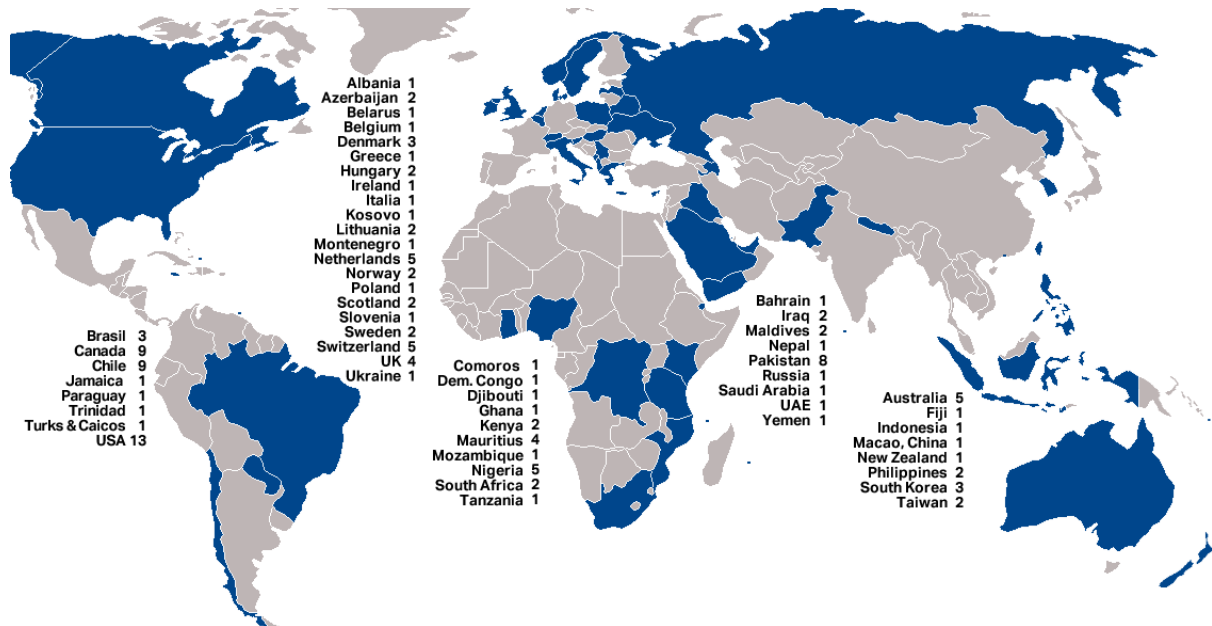 Albania 1
Azerbaijan 2
Belarus 1
Belgium 1
Denmark 3
Greece 1
Hungary 2
Ireland 1
Italia 1
Kosovo 1
Lithuania 2
Montenegro 1
Netherlands 5
Norway 2
Poland 1
Scotland 2
Slovenia 1
Sweden 2
Switzerland 5
UK 4
Ukraine 1
Brasil 3
Canada 9
Chile 9
Jamaica 1
Paraguay 1
Trinidad 1
Turks & Caicos 1
USA 13
Comoros 1
Dem. Congo 1
Djibouti 1
Ghana 1
Kenya 2
Mauritius 4
Mozambique 1
Nigeria 5
South Africa 2
Tanzania 1
Bahrain 1
Iraq 2
Maldives 2
Nepal 1
Pakistan 8
Russia 1
Saudi Arabia 1
UAE 1
Yemen 1
Australia 5
Fiji 1
Indonesia 1
Macao, China 1
New Zealand 1
Philippines 2
South Korea 3
Taiwan 2